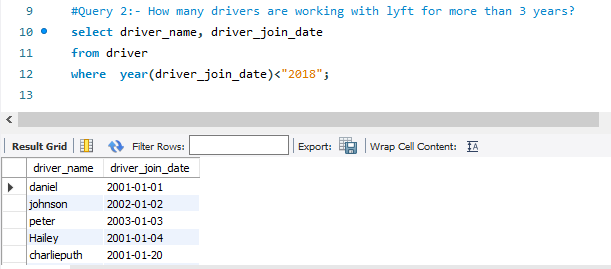 9 #Query 2:- How many drivers are working with lyft for more than 3 years?
10 select driver_name, driver_join_date
11 from driver
12 where year(driver_join_date)<"2018";
13
Result Grid Filter Rows: Export: Wrap Cell Content: IA
driver_name driver_join_date
daniel 2001-01-01
johnson 2002-01-02
peter 2003-01-03
Hailey 2001-01-04
charlieputh 2001-01-20